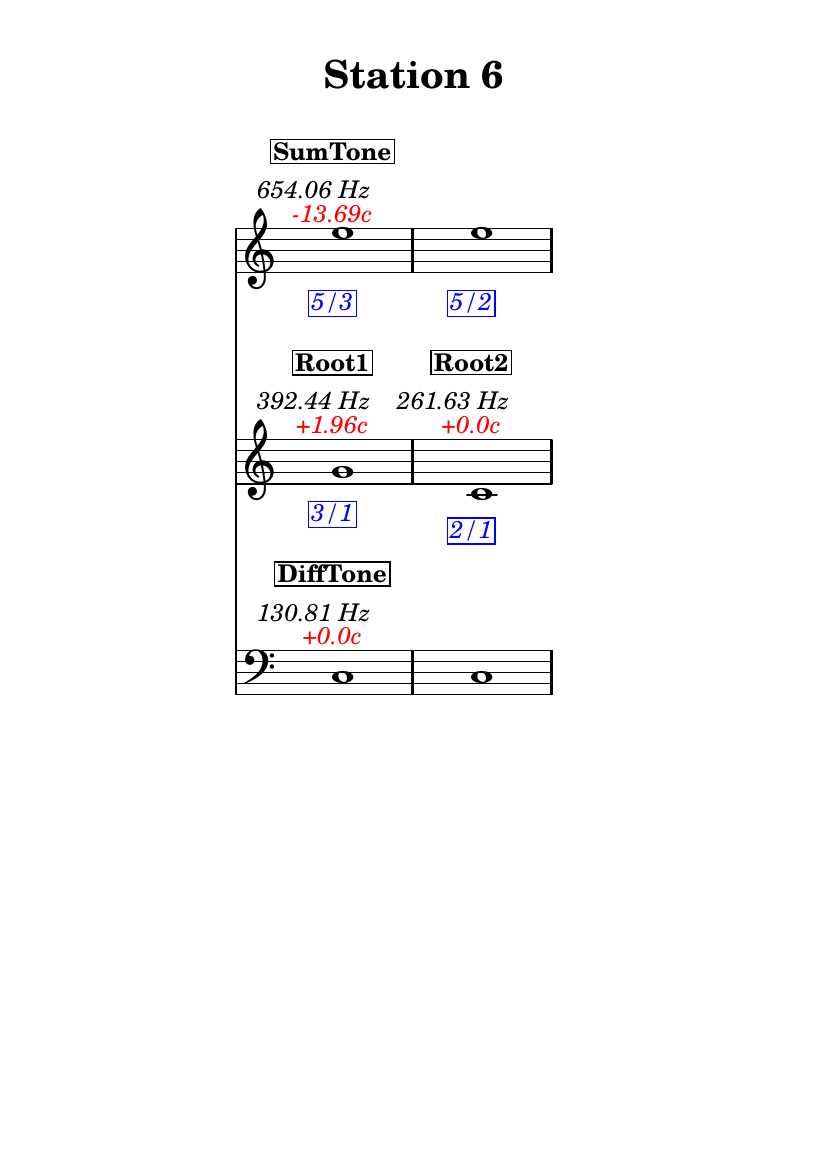 Station 6
SumTone
654.06 Hz
-13.69c
5/3 5/2
Root1 Root2
392.44 Hz 261.63 Hz
+1.96c +0.0c
3/1 2/1
DiffTone
130.81 Hz
+0.0c